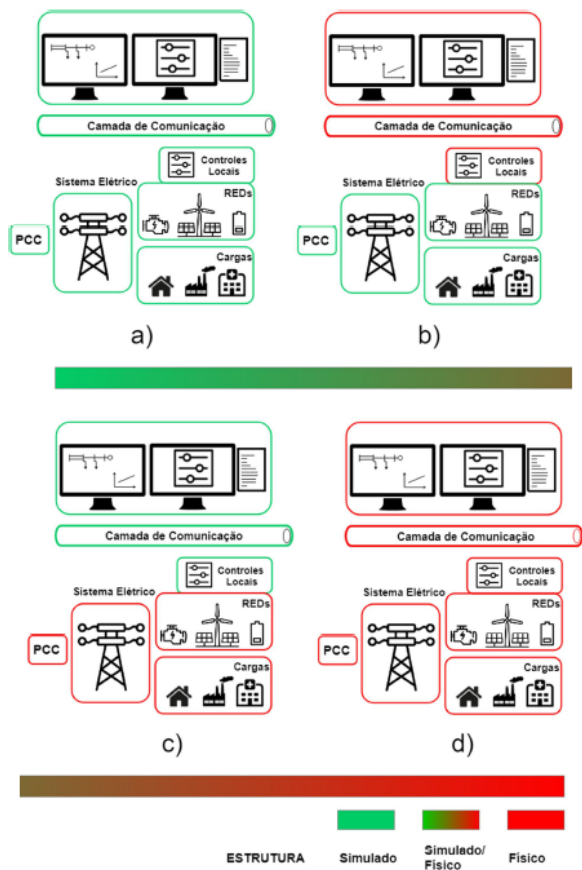 Camada de Comunicação
Controles
Locais
Sistema Elétrico
REDs
PCC
Cargas
a)
Camada de Comunicação
Controles
Locais
Sistema Elétrico
REDs
PCC
Cargas
b)
Camada de Comunicação
Controles
Locais
Sistema Elétrico
REDs
PCC
Cargas
c)
Camada de Comunicação
Controles
Locais
Sistema Elétrico
REDs
PCC
Cargas
d)
ESTRUTURA
Simulado
Simulado/
Físico
Físico